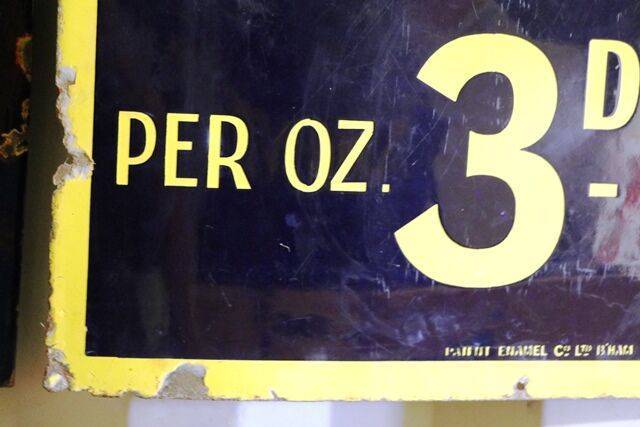 PER OZ. 3D
PATENT ENAMEL CO LTD B'HAM